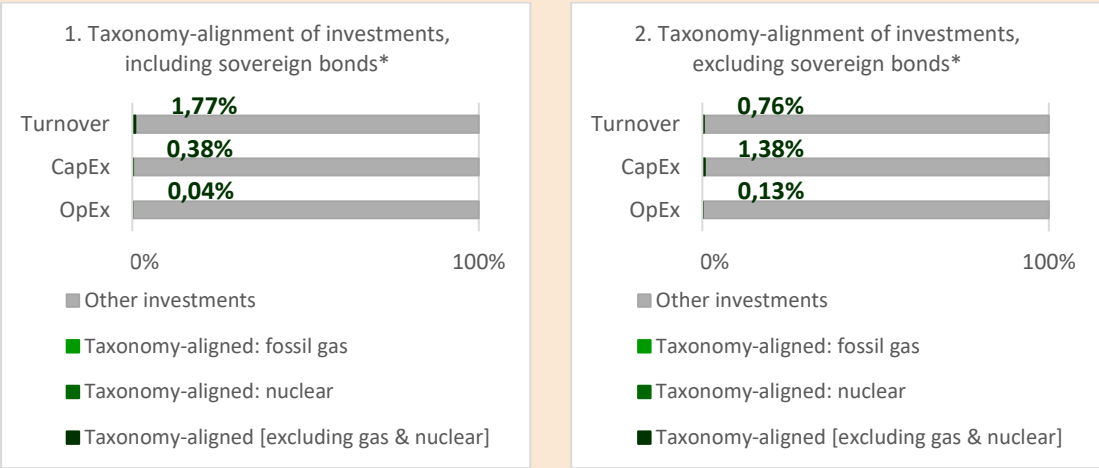 1. Taxonomy-alignment of investments,
including sovereign bonds*
1,77%
Turnover
0,38%
CapEx
0,04%
OpEx
0%
100%
Other investments
Taxonomy-aligned: fossil gas
Taxonomy-aligned: nuclear
Taxonomy-aligned [excluding gas & nuclear]
2. Taxonomy-alignment of investments,
excluding sovereign bonds*
0,76%
Turnover
1,38%
CapEx
0,13%
OpEx
0%
100%
Other investments
Taxonomy-aligned: fossil gas
Taxonomy-aligned: nuclear
Taxonomy-aligned [excluding gas & nuclear]